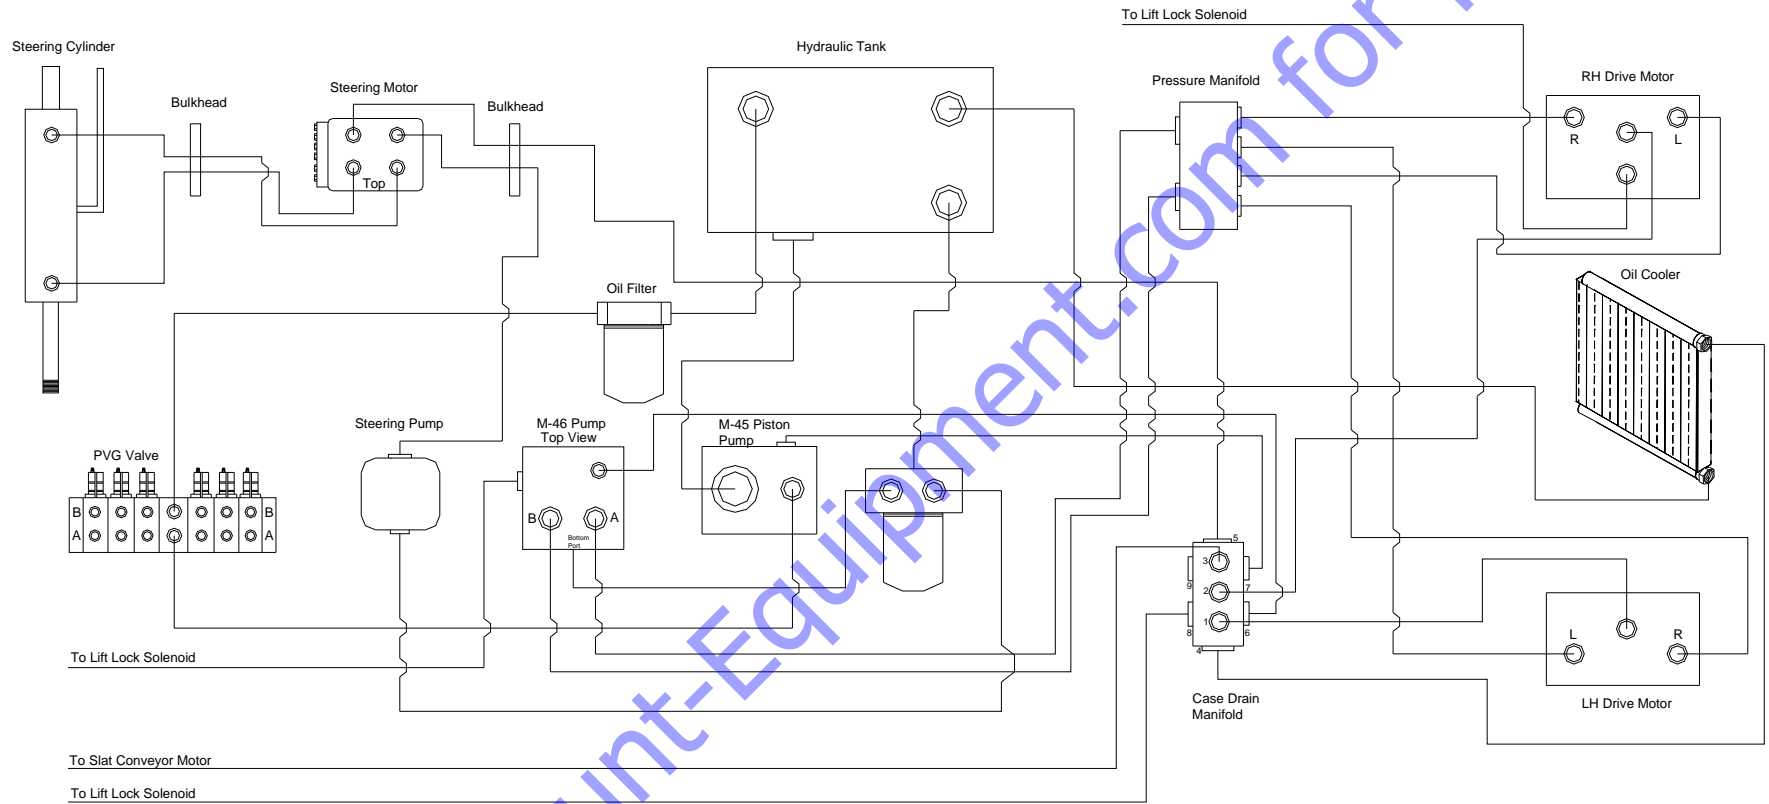 To Lift Lock Solenoid
Steering Cylinder
Hydraulic Tank
Pressure Manifold
RH Drive Motor
Steering Motor
Bulkhead
Bulkhead
R
L
Top
Oil Cooler
Oil Filter
Steering Pump
M-46 Pump
Top View
M-45 Piston
Pump
PVG Valve
B
B
A
A
B
A
Bottom
Port
5
3
9
7
2
1
8
6
4
L
R
To Lift Lock Solenoid
Case Drain
Manifold
LH Drive Motor
To Slat Conveyor Motor
To Lift Lock Solenoid
unt-Equipment.com for